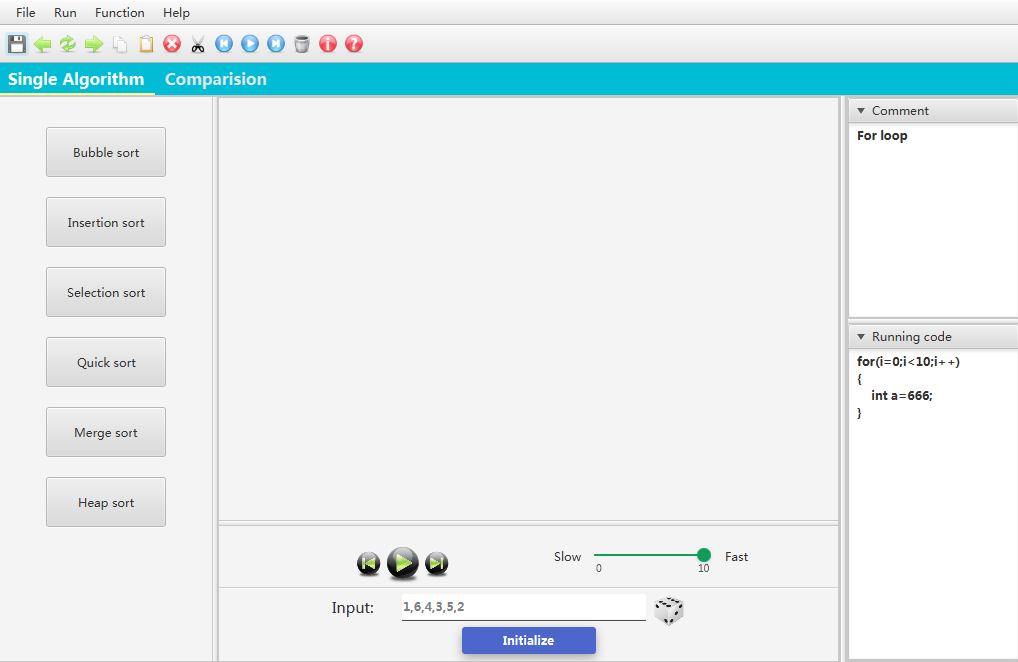 File Run Function Help
Single Algorithm Comparision
Bubble sort
Insertion sort
Selection sort
Quick sort
Merge sort
Heap sort
Slow 0 10 Fast
Input: 1,6,4,3,5,2
Initialize
Comment
For loop
Running code
for(i=0;i<10;i++)
{
int a=666;
}